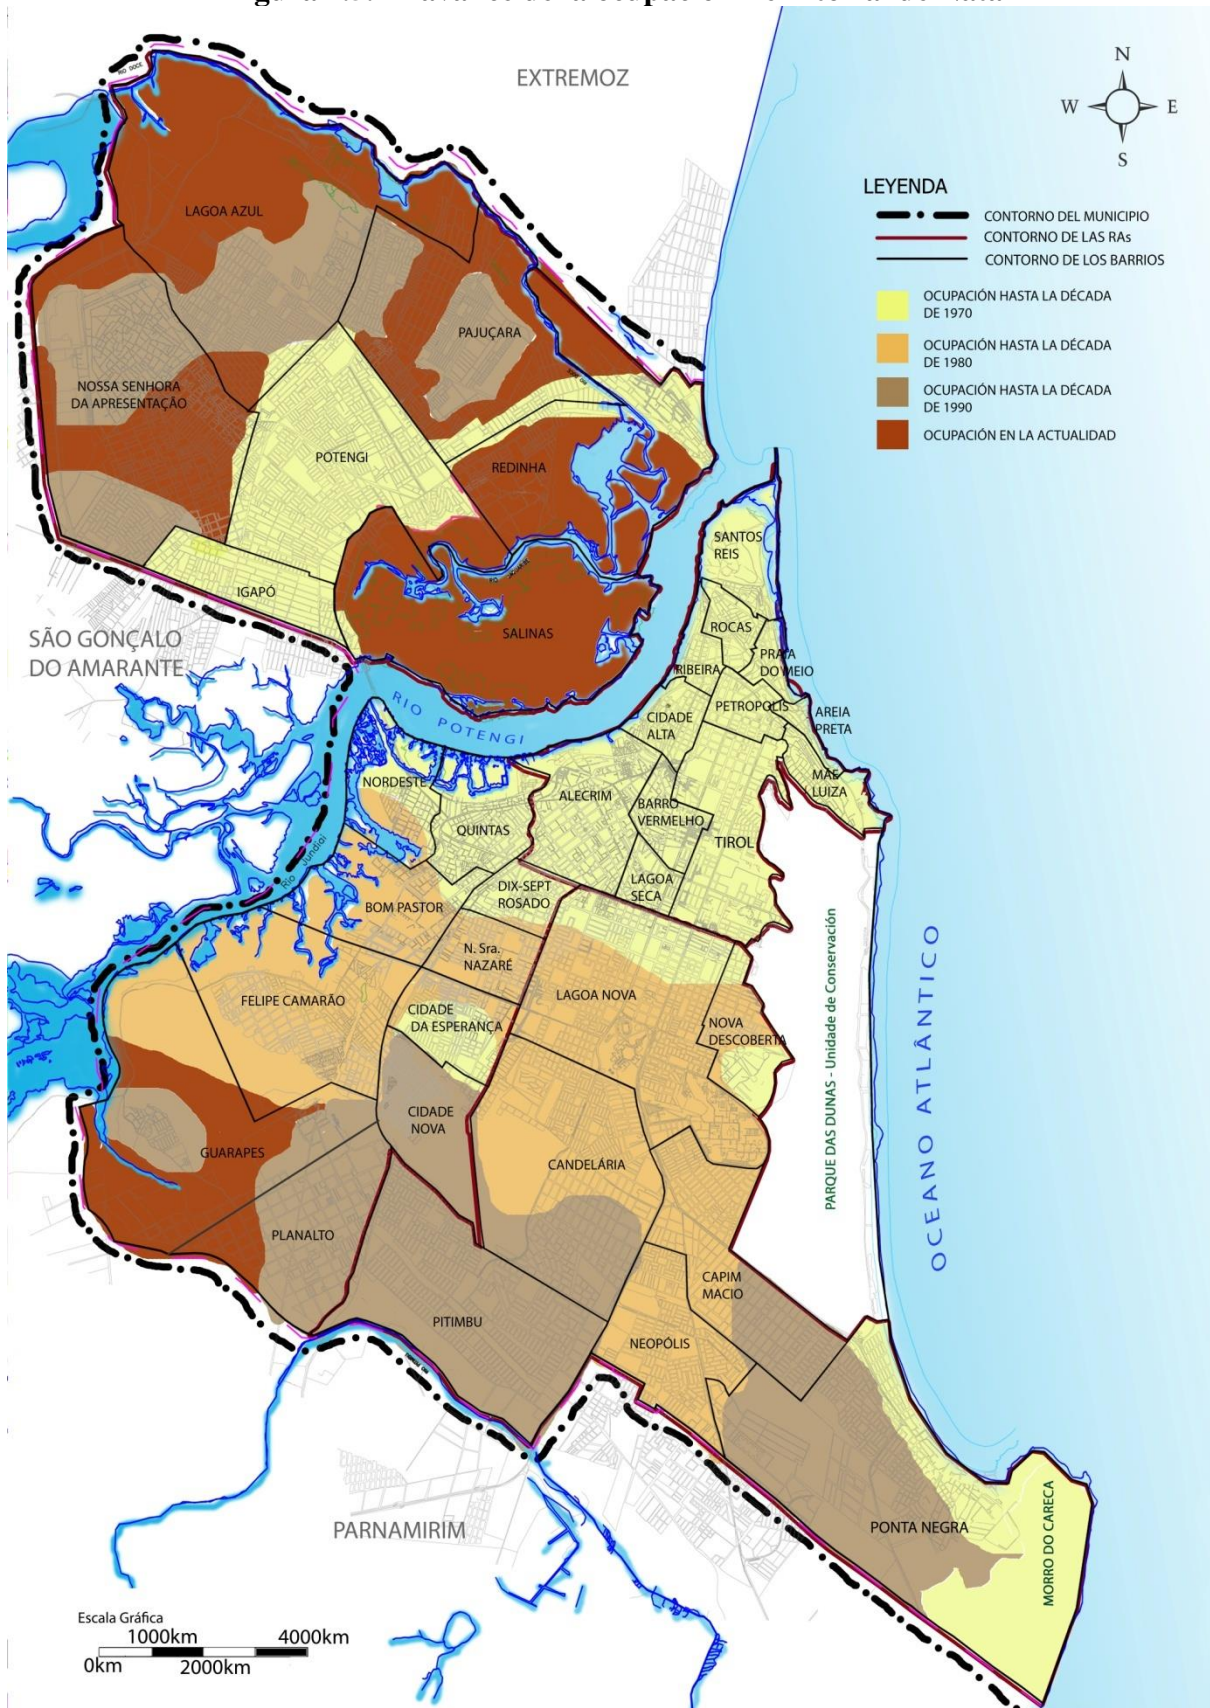 EXTREMOZ
N
W
E
S
LEYENDA
CONTORNO DEL MUNICIPIO
CONTORNO DE LAS RAs
CONTORNO DE LOS BARRIOS
OCUPACIÓN HASTA LA DÉCADA
DE 1970
OCUPACIÓN HASTA LA DÉCADA
DE 1980
OCUPACIÓN HASTA LA DÉCADA
DE 1990
OCUPACIÓN EN LA ACTUALIDAD
RIO DOCE
LAGOA AZUL
PAJUÇARA
NOSSA SENHORA
DA APRESENTAÇÃO
POTENGI
REDINHA
IGAPÓ
SALINAS
SÃO GONÇALO
DO AMARANTE
RIO POTENGI
SANTOS
REIS
ROCAS
PRAIA
DO MEIO
RIBEIRA
PETROPOLIS
CIDADE
ALTA
AREIA
PRETA
MÃE
LUIZA
NORDESTE
QUINTAS
ALECRIM
BARRO
VERMELHO
TIROL
LAGOA
SECA
Rio Jundiaí
DIX-SEPT
ROSADO
BOM PASTOR
N. Sra.
NAZARÉ
FELIPE CAMARÃO
CIDADE
DA ESPERANÇA
LAGOA NOVA
NOVA
DESCOBERTA
PARQUE DAS DUNAS - Unidade de Conservación
OCEANO ATLÂNTICO
CIDADE
NOVA
GUARAPES
CANDELÁRIA
PLANALTO
PITIMBU
CAPIM
MACIO
NEOPÓLIS
PONTA NEGRA
MORRO DO CARECA
PARNAMIRIM
Escala Gráfica
1000km
4000km
0km
2000km